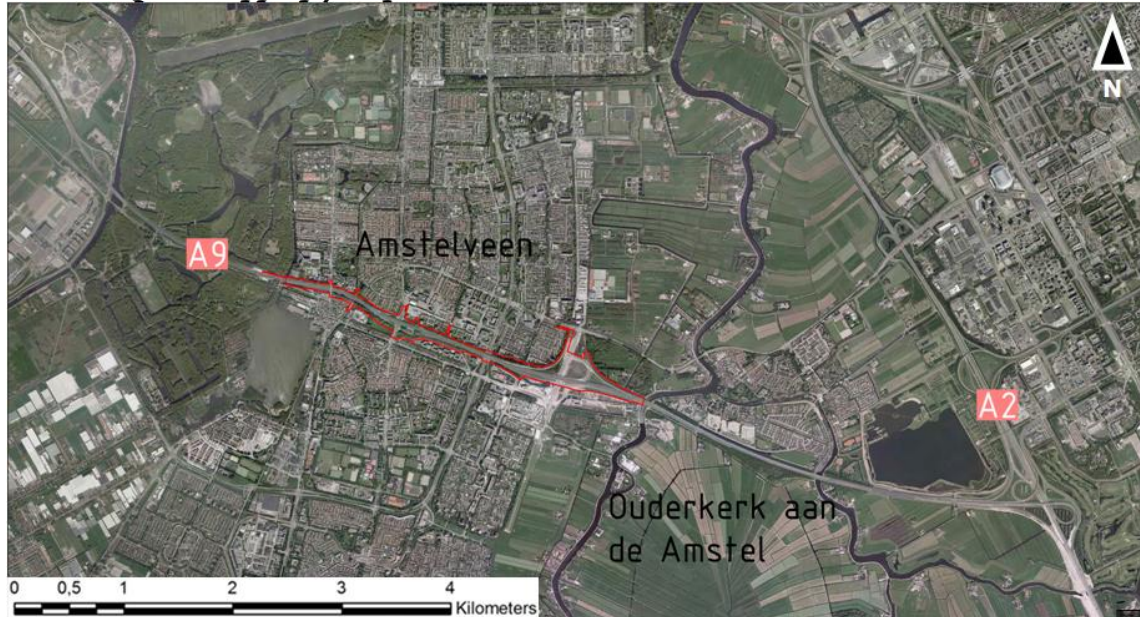 N
A9
Amstelveen
A2
Ouderkerk aan
de Amstel
0 0,5 1 2 3 4
Kilometers